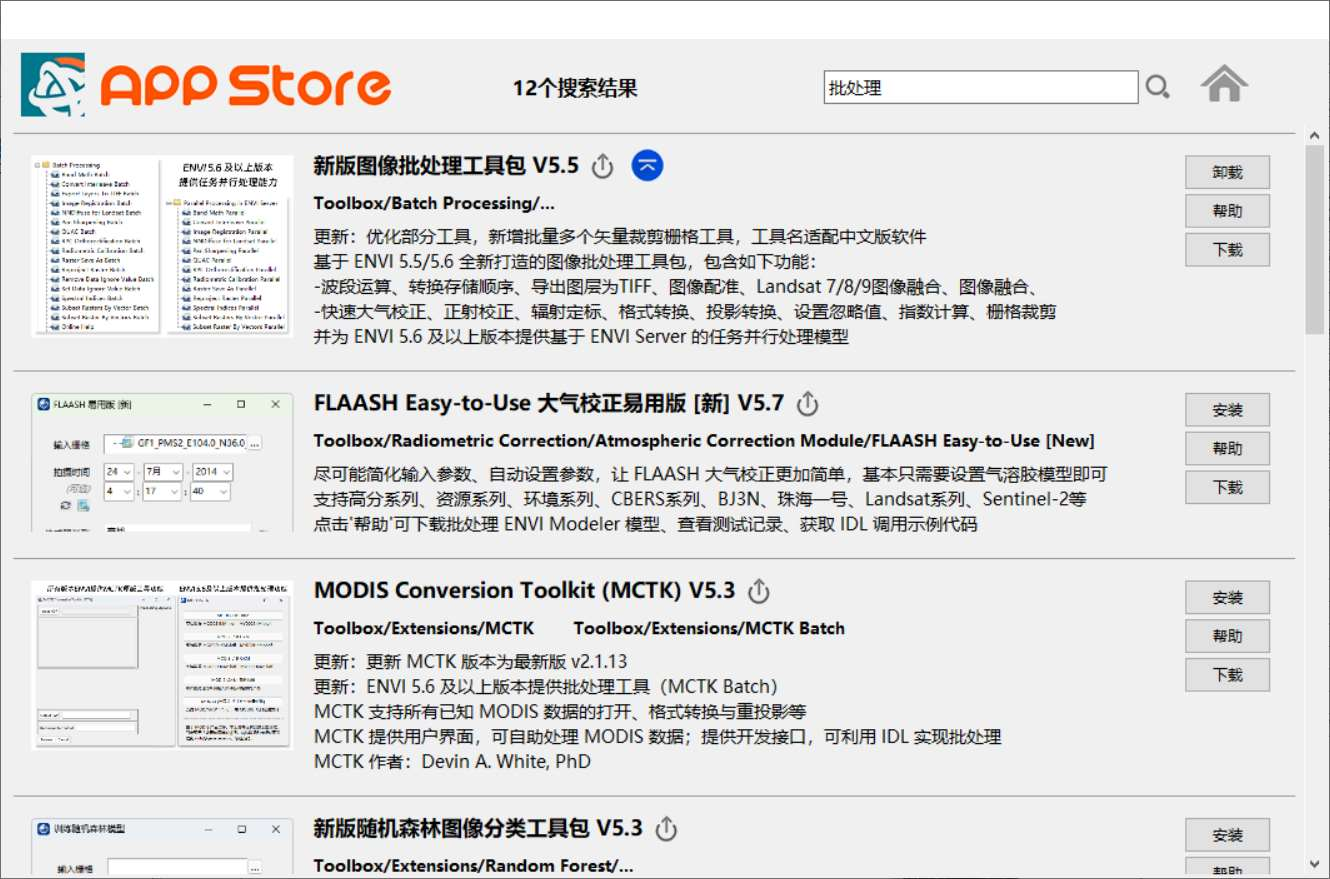 APP Store
12个搜索结果
批处理
Batch Processing
Band Math Batch
Convert Interleave Batch
Export Layers To TIFF Batch
Image Registration Batch
NNDiffuse for Landsat Batch
Pan Sharpening Batch
QUAC Batch
RPC Orthorectification Batch
Radiometric Calibration Batch
Raster Save As Batch
Reproject Raster Batch
Remove Data Ignore Value Batch
Set Data Ignore Value Batch
Spectral Indices Batch
Subset Rasters By Vector Batch
Subset Raster By Vectors Batch
Online Help
ENVI 5.6 及以上版本
提供任务并行处理能力
Parallel Processing in ENVI Server
Band Math Parallel
Convert Interleave Parallel
Image Registration Parallel
NNDiffuse for Landsat Parallel
Pan Sharpening Parallel
QUAC Parallel
RPC Orthorectification Parallel
Radiometric Calibration Parallel
Raster Save As Parallel
Reproject Raster Parallel
Spectral Indices Parallel
Subset Rasters By Vector Parallel
Subset Raster By Vectors Parallel
新版图像批处理工具包 V5.5
Toolbox/Batch Processing/...
更新：优化部分工具，新增批量多个矢量裁剪栅格工具，工具名适配中文版软件
基于 ENVI 5.5/5.6 全新打造的图像批处理工具包，包含如下功能：
-波段运算、转换存储顺序、导出图层为TIFF、图像配准、Landsat 7/8/9图像融合、图像融合、
-快速大气校正、正射校正、辐射定标、格式转换、投影转换、设置忽略值、指数计算、栅格裁剪
并为 ENVI 5.6 及以上版本提供基于 ENVI Server 的任务并行处理模型
卸载
帮助
下载
FLAASH 易用版 [新]
输入栅格
GF1_PMS2_E104.0_N36.0_
...
拍摄时间
24 - 7月 - 2014
(可选)
4 : 17 : 40
FLAASH Easy-to-Use 大气校正易用版 [新] V5.7
Toolbox/Radiometric Correction/Atmospheric Correction Module/FLAASH Easy-to-Use [New]
尽可能简化输入参数、自动设置参数，让 FLAASH 大气校正更加简单，基本只需要设置气溶胶模型即可
支持高分系列、资源系列、环境系列、CBERS系列、BJ3N、珠海一号、Landsat系列、Sentinel-2等
点击'帮助'可下载批处理 ENVI Modeler 模型、查看测试记录、获取 IDL 调用示例代码
安装
帮助
下载
MODIS Conversion Toolkit (MCTK) V5.3
Toolbox/Extensions/MCTK Toolbox/Extensions/MCTK Batch
更新：更新 MCTK 版本为最新版 v2.1.13
更新：ENVI 5.6 及以上版本提供批处理工具（MCTK Batch）
MCTK 支持所有已知 MODIS 数据的打开、格式转换与重投影等
MCTK 提供用户界面，可自助处理 MODIS 数据；提供开发接口，可利用 IDL 实现批处理
MCTK 作者：Devin A. White, PhD
安装
帮助
下载
训练随机森林模型
输入栅格
...
新版随机森林图像分类工具包 V5.3
Toolbox/Extensions/Random Forest/...
安装
帮助